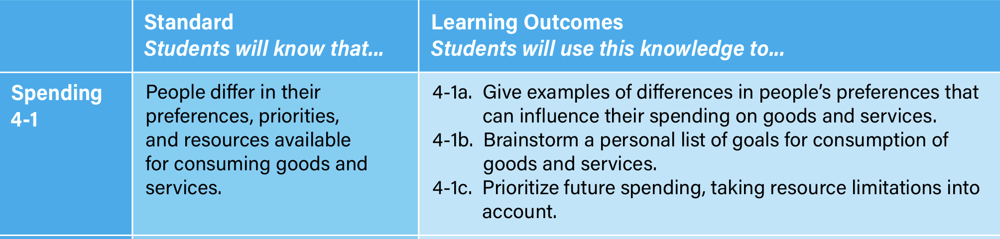 Standard
Students will know that...
Learning Outcomes
Students will use this knowledge to...
Spending
4-1
People differ in their
preferences, priorities,
and resources available
for consuming goods and
services.
4-1a. Give examples of differences in people’s preferences that
can influence their spending on goods and services.
4-1b. Brainstorm a personal list of goals for consumption of
goods and services.
4-1c. Prioritize future spending, taking resource limitations into
account.